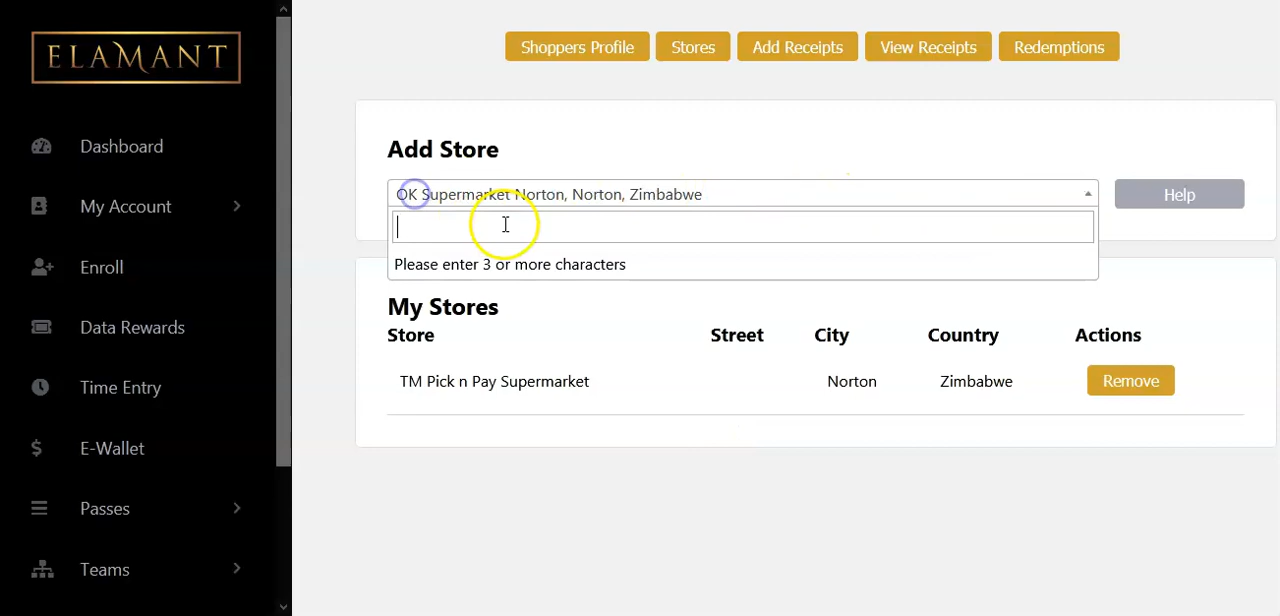 ELAMANT
Dashboard
My Account
Enroll
Data Rewards
Time Entry
E-Wallet
Passes
Teams
Shoppers Profile
Stores
Add Receipts
View Receipts
Redemptions
Add Store
OK Supermarket Norton, Norton, Zimbabwe
Help
Please enter 3 or more characters
My Stores
Store Street City Country Actions
TM Pick n Pay Supermarket Norton Zimbabwe Remove